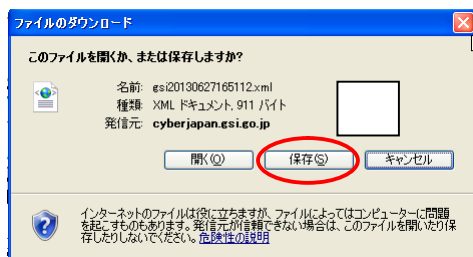 ファイルのダウンロード
このファイルを開くか、または保存しますか?
名前: gsi20130627165112.xml
種類: XML ドキュメント, 911 バイト
発信元: cyberjapan.gsi.go.jp
開く(O) 保存(S) キャンセル
インターネットのファイルは役に立ちますが、ファイルによってはコンピューターに問題
を起こすものもあります。発信元が信頼できない場合は、このファイルを開いたり保
存したりしないでください。危険性の説明